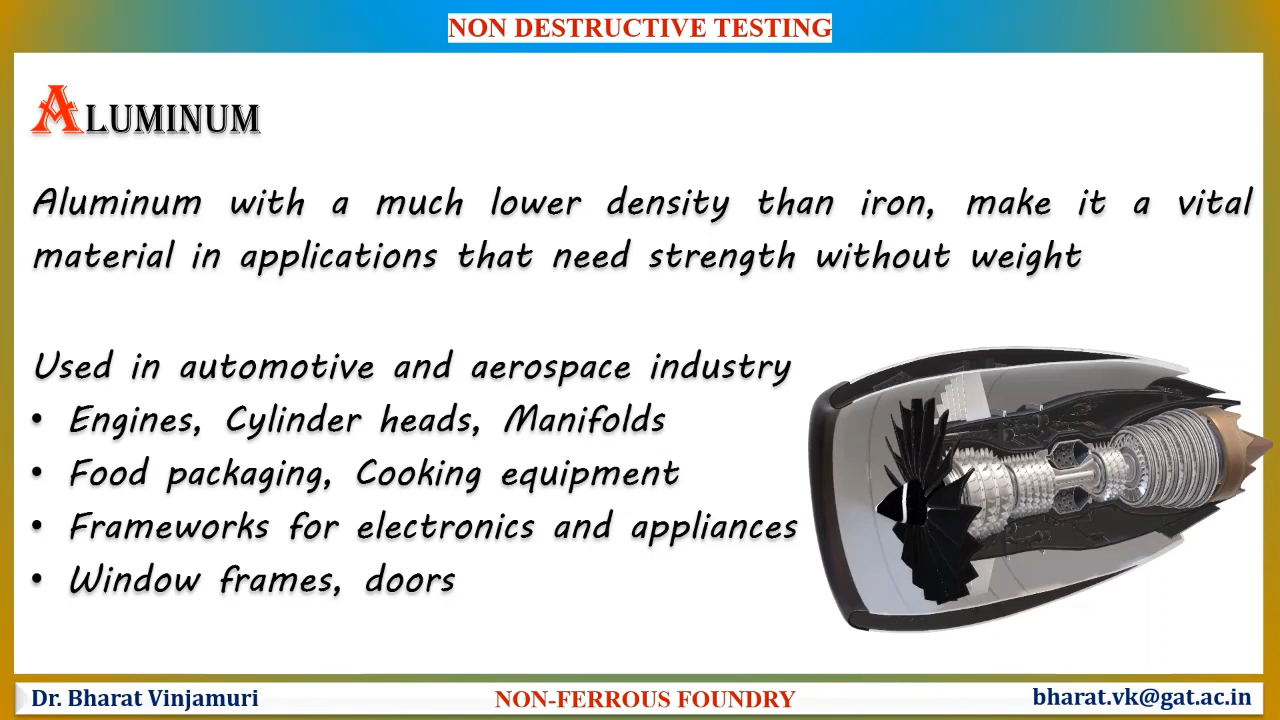 NON DESTRUCTIVE TESTING
ALUMINUM
Aluminum with a much lower density than iron, make it a vital
material in applications that need strength without weight
Used in automotive and aerospace industry
• Engines, Cylinder heads, Manifolds
• Food packaging, Cooking equipment
• Frameworks for electronics and appliances
• Window frames, doors
Dr. Bharat Vinjamuri
NON-FERROUS FOUNDRY
bharat.vk@gat.ac.in